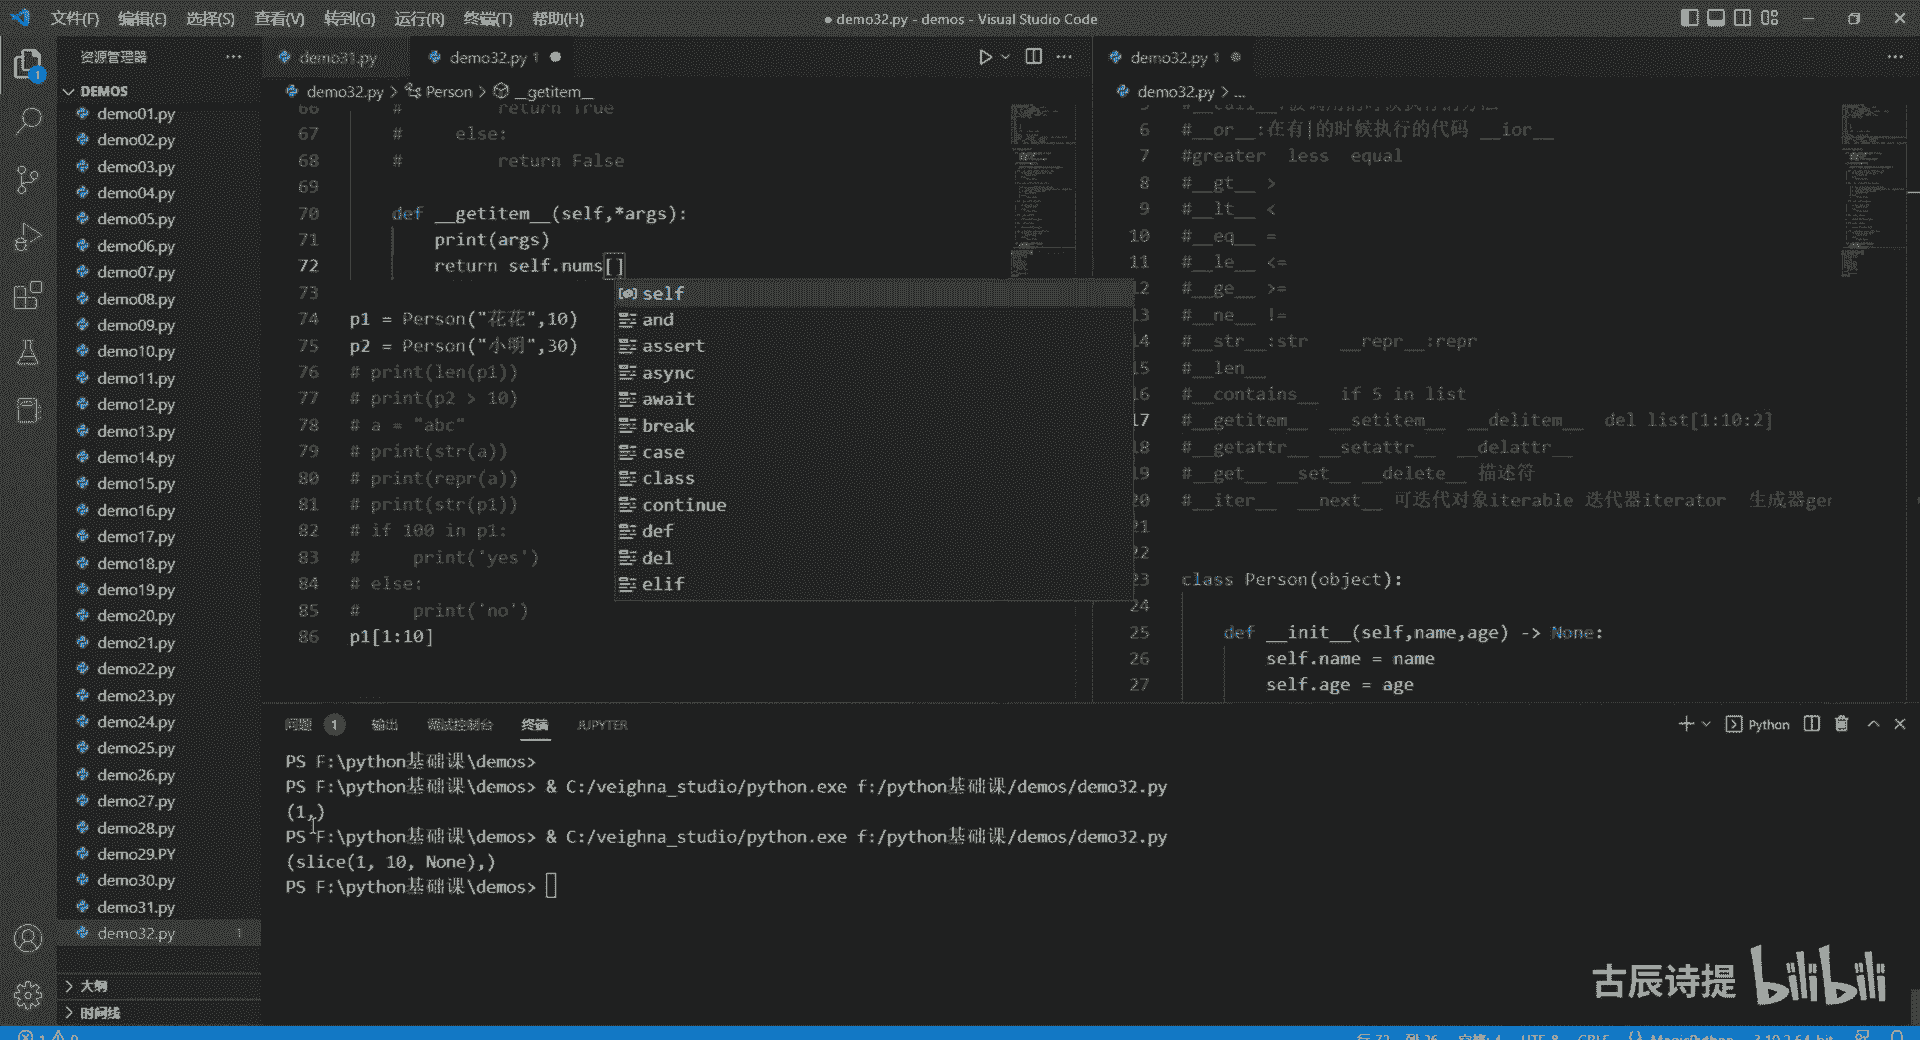 文件(F) 编辑(E) 选择(S) 查看(V) 转到(G) 运行(R) 终端(T) 帮助(H)
● demo32.py - demos - Visual Studio Code
资源管理器
1
DEMOS
demo01.py
demo02.py
demo03.py
demo04.py
demo05.py
demo06.py
demo07.py
demo08.py
demo09.py
demo10.py
demo11.py
demo12.py
demo13.py
demo14.py
demo15.py
demo16.py
demo17.py
demo18.py
demo19.py
demo20.py
demo21.py
demo22.py
demo23.py
demo24.py
demo25.py
demo26.py
demo27.py
demo28.py
demo29.PY
demo30.py
demo31.py
demo32.py 1
大纲
时间线
demo31.py
demo32.py 1
demo32.py > Person > __getitem__
66 # return True
67 # else:
68 # return False
69
70 def __getitem__(self,*args):
71 print(args)
72 return self.nums[]
73
74 p1 = Person("花花",10)
75 p2 = Person("小明",30)
76 # print(len(p1))
77 # print(p2 > 10)
78 # a = "abc"
79 # print(str(a))
80 # print(repr(a))
81 # print(str(p1))
82 # if 100 in p1:
83 # print('yes')
84 # else:
85 # print('no')
86 p1[1:10]
self
and
assert
async
await
break
case
class
continue
def
del
elif
demo32.py 1
demo32.py > ...
6 #__or__:在有|的时候执行的代码 __ior__
7 #greater less equal
8 #__gt__ >
9 #__lt__ <
10 #__eq__ =
11 #__le__ <=
12 #__ge__ >=
13 #__ne__ !=
14 #__str__:str __repr__:repr
15 #__len__
16 #__contains__ if 5 in list
17 #__getitem__ __setitem__ __delitem__ del list[1:10:2]
18 #__getattr__ __setattr__ __delattr__
19 #__get__ __set__ __delete__ 描述符
20 #__iter__ __next__ 可迭代对象iterable 迭代器iterator 生成器ger
21
22
23 class Person(object):
24
25 def __init__(self,name,age) -> None:
26 self.name = name
27 self.age = age
问题 1 输出 调试控制台 终端 JUPYTER
Python
PS F:\python基础课\demos>
PS F:\python基础课\demos> & C:/veighna_studio/python.exe f:/python基础课/demos/demo32.py
(1,)
PS F:\python基础课\demos> & C:/veighna_studio/python.exe f:/python基础课/demos/demo32.py
(slice(1, 10, None),)
PS F:\python基础课\demos>
古辰诗提 bilibili